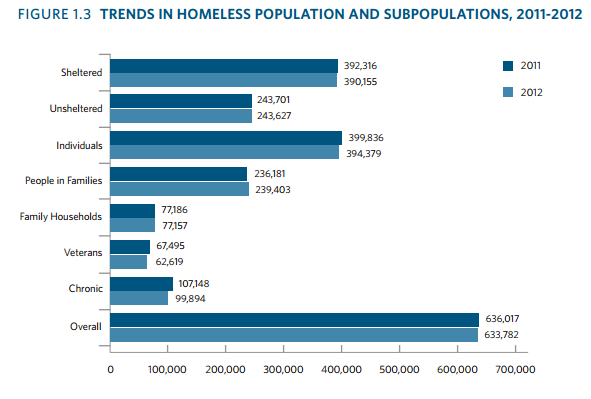 FIGURE 1.3 TRENDS IN HOMELESS POPULATION AND SUBPOPULATIONS, 2011-2012
2011
2012
Sheltered
392,316
390,155
Unsheltered
243,701
243,627
Individuals
399,836
394,379
People in Families
236,181
239,403
Family Households
77,186
77,157
Veterans
67,495
62,619
Chronic
107,148
99,894
Overall
636,017
633,782
0 100,000 200,000 300,000 400,000 500,000 600,000 700,000